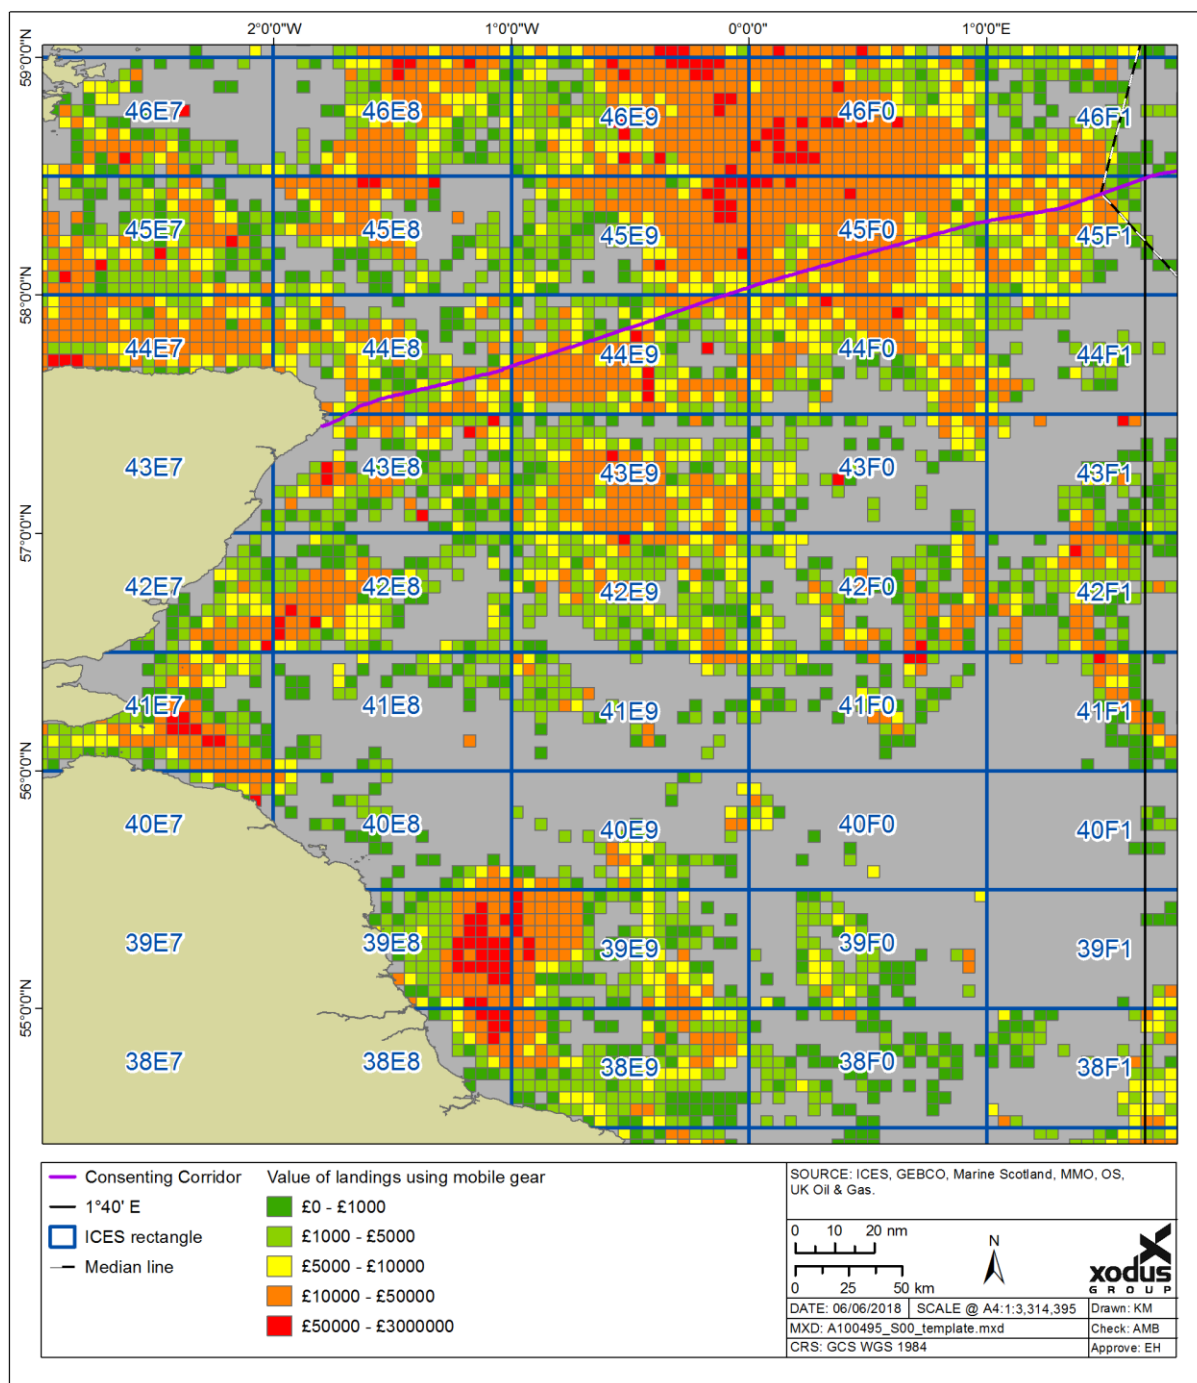 2°0'0"W 1°0'0"W 0°0'0" 1°0'0"E
59°0'0"N
46E7 46E8 46E9 46F0 46F1
45E7 45E8 45E9 45F0 45F1
58°0'0"N
44E7 44E8 44E9 44F0 44F1
43E7 43E8 43E9 43F0 43F1
57°0'0"N
42E7 42E8 42E9 42F0 42F1
41E7 41E8 41E9 41F0 41F1
56°0'0"N
40E7 40E8 40E9 40F0 40F1
39E7 39E8 39E9 39F0 39F1
55°0'0"N
38E7 38E8 38E9 38F0 38F1
Consenting Corridor
1°40' E
ICES rectangle
Median line
Value of landings using mobile gear
£0 - £1000
£1000 - £5000
£5000 - £10000
£10000 - £50000
£50000 - £3000000
SOURCE: ICES, GEBCO, Marine Scotland, MMO, OS,
UK Oil & Gas.
0 10 20 nm
0 25 50 km
N
xodus
GROUP
DATE: 06/06/2018 SCALE @ A4:1:3,314,395 Drawn: KM
MXD: A100495_S00_template.mxd Check: AMB
CRS: GCS WGS 1984 Approve: EH